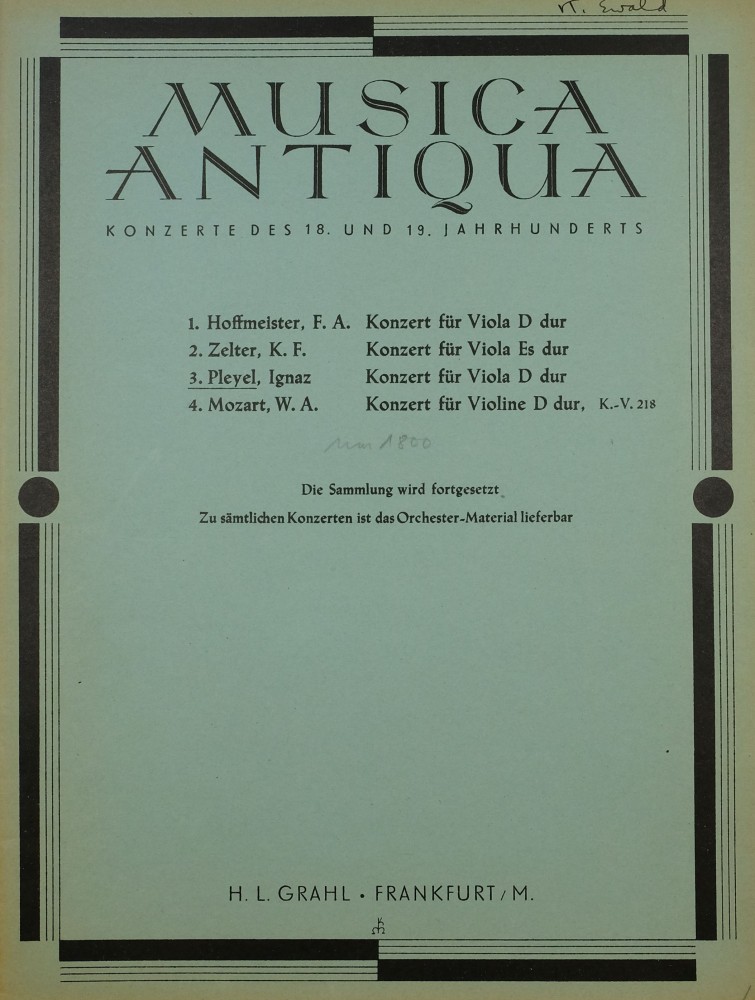 K. Ewald
MUSICA
ANTIQUA
KONZERTE DES 18. UND 19. JAHRHUNDERTS
1. Hoffmeister, F. A. Konzert für Viola D dur
2. Zelter, K. F. Konzert für Viola Es dur
3. Pleyel, Ignaz Konzert für Viola D dur
4. Mozart, W. A. Konzert für Violine D dur, K.-V. 218
1800
Die Sammlung wird fortgesetzt
Zu sämtlichen Konzerten ist das Orchester-Material lieferbar
H. L. GRAHL • FRANKFURT / M.